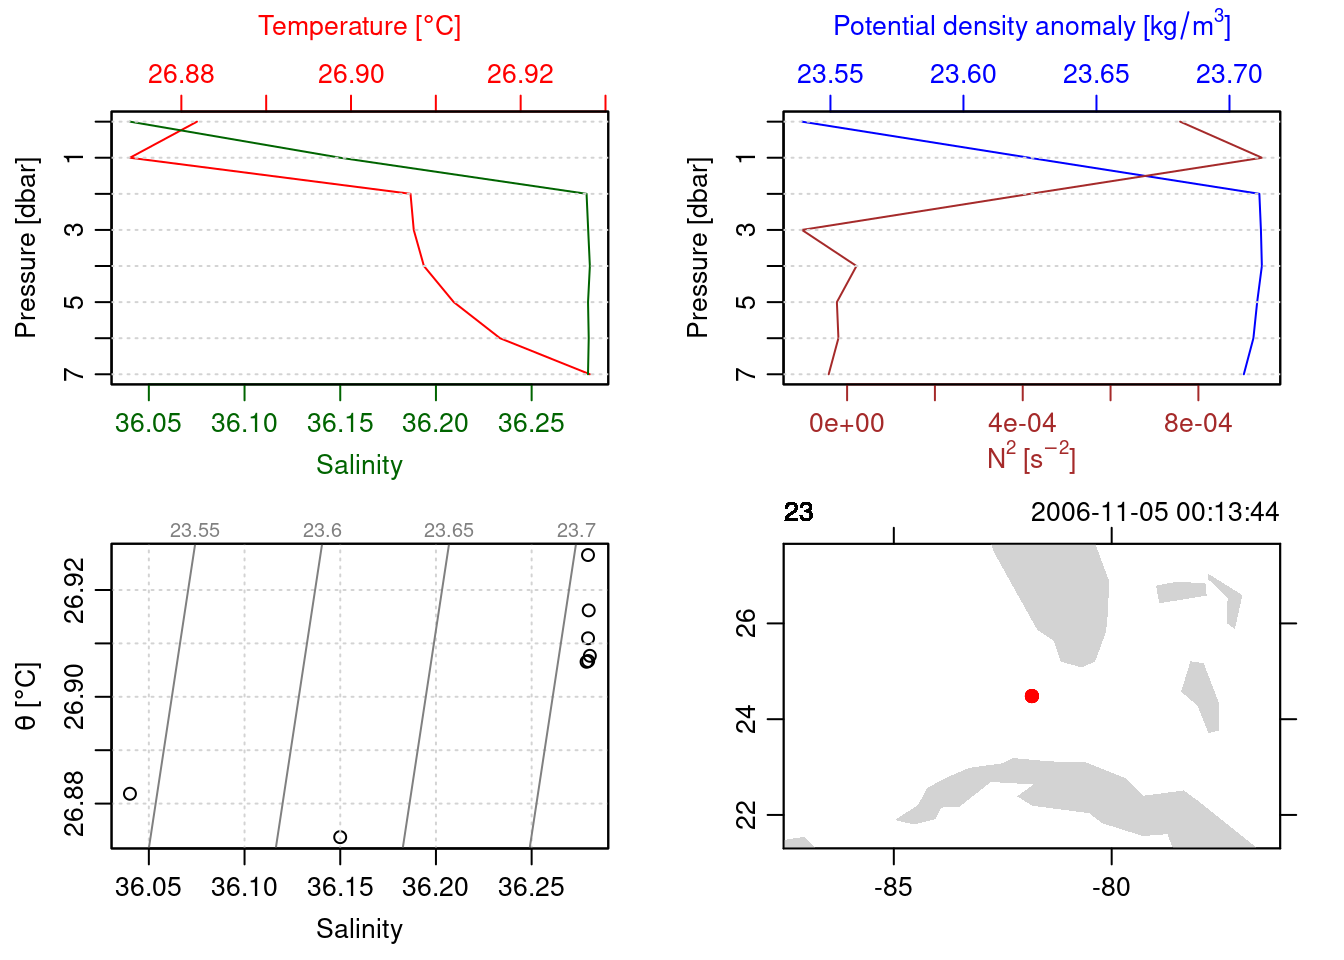 Temperature [°C]
26.88 26.90 26.92
Pressure [dbar]
1
3
5
7
36.05 36.10 36.15 36.20 36.25
Salinity
Potential density anomaly [kg/m³]
23.55 23.60 23.65 23.70
Pressure [dbar]
1
3
5
7
0e+00 4e-04 8e-04
N² [s⁻²]
23.55 23.6 23.65 23.7
θ [°C]
26.92
26.90
26.88
36.05 36.10 36.15 36.20 36.25
Salinity
23 2006-11-05 00:13:44
26
24
22
-85 -80